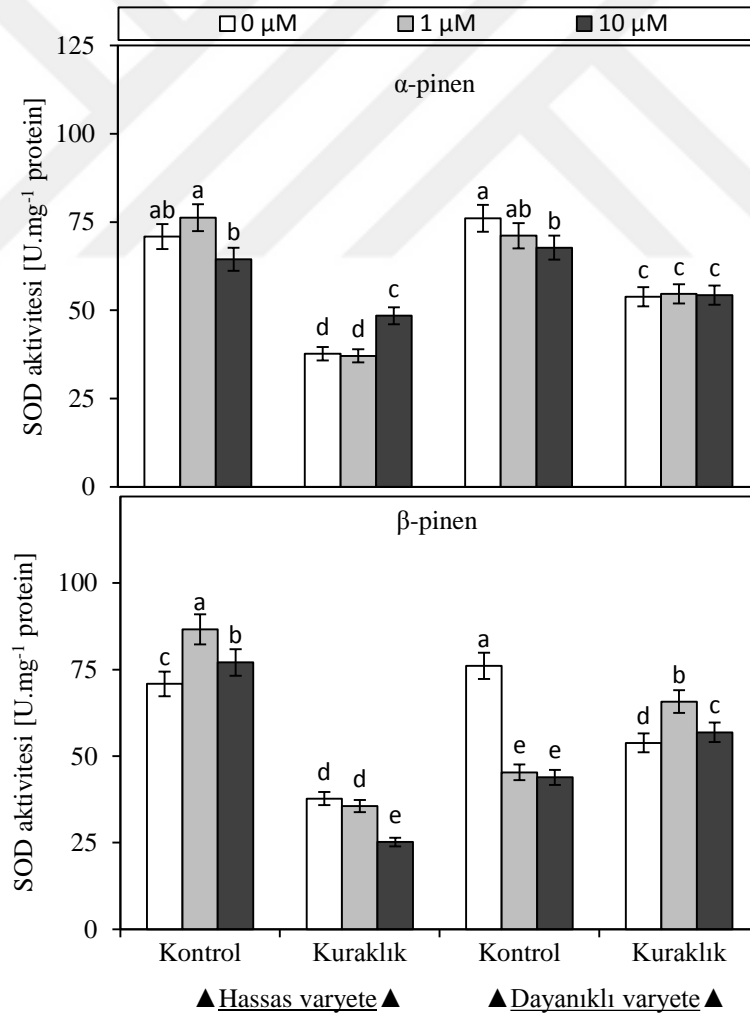 0 µM 1 µM 10 µM
α-pinen
SOD aktivitesi [U.mg⁻¹ protein]
125
100
75
50
25
0
ab a b
d d c
a ab b
c c c
β-pinen
SOD aktivitesi [U.mg⁻¹ protein]
100
75
50
25
0
c a b
d d e
a e e
d b c
Kontrol Kuraklık Kontrol Kuraklık
▲Hassas varyete▲ ▲Dayanıklı varyete▲